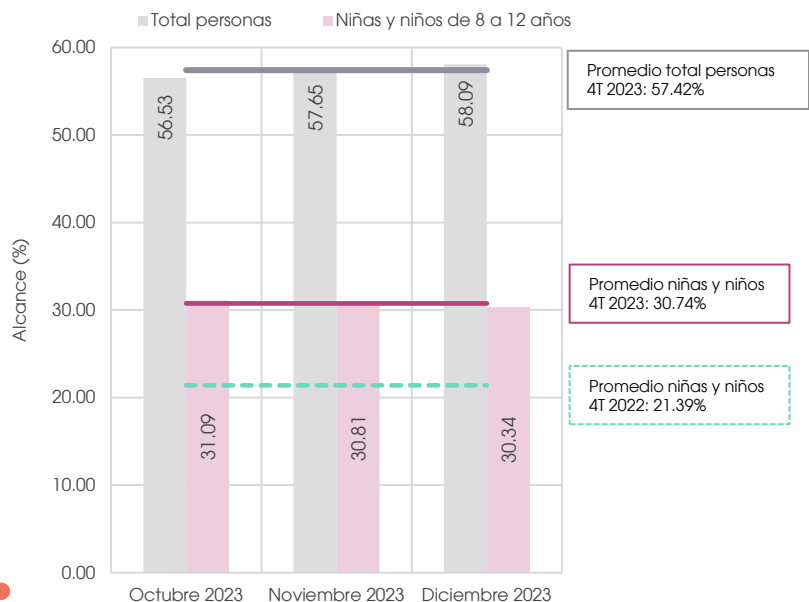 Total personas
Niñas y niños de 8 a 12 años
60.00
50.00
40.00
30.00
20.00
10.00
0.00
Alcance (%)
56.53
31.09
57.65
30.81
58.09
30.34
Octubre 2023
Noviembre 2023
Diciembre 2023
Promedio total personas
4T 2023: 57.42%
Promedio niñas y niños
4T 2023: 30.74%
Promedio niñas y niños
4T 2022: 21.39%